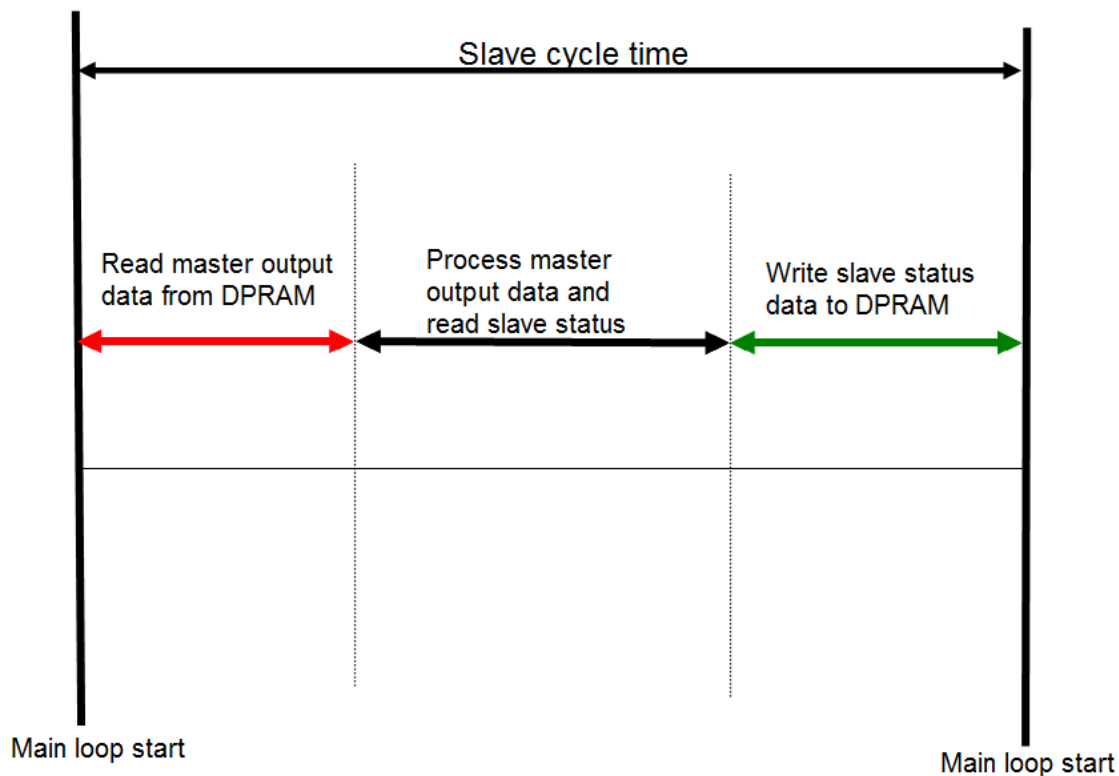 Slave cycle time
Read master output
data from DPRAM
Process master
output data and
read slave status
Write slave status
data to DPRAM
Main loop start
Main loop start